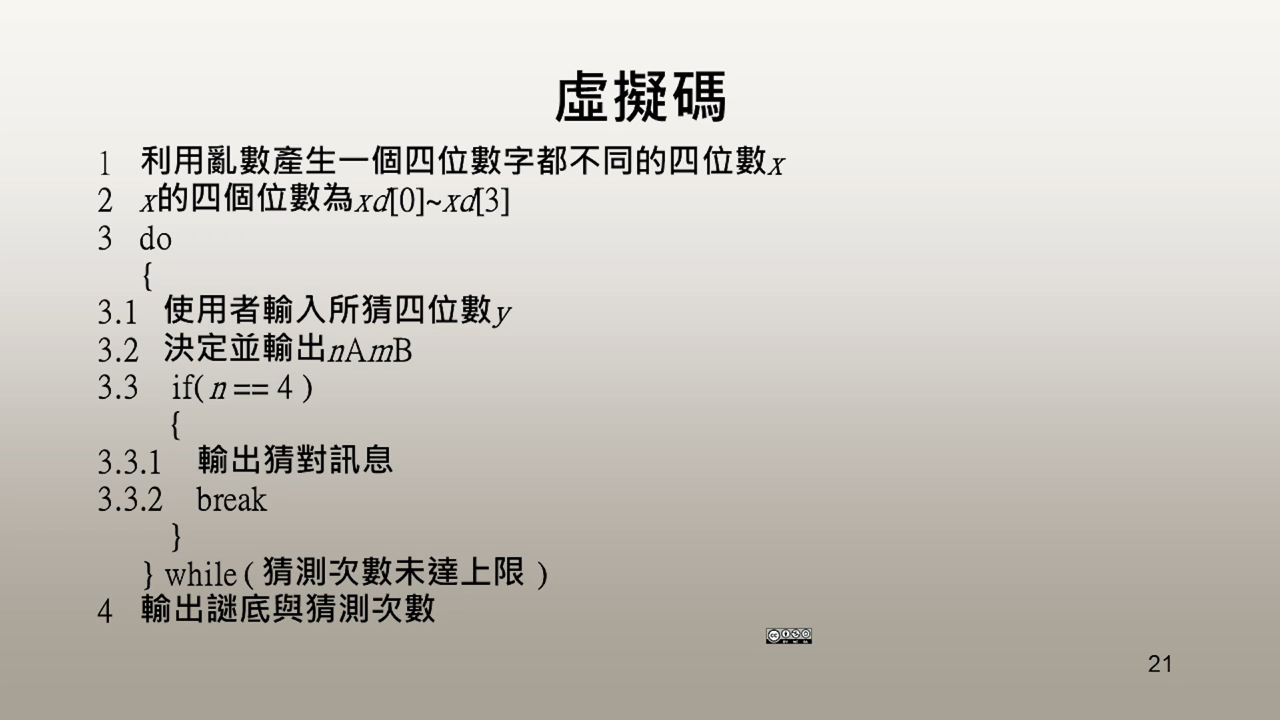 虛擬碼
1 利用亂數產生一個四位數字都不同的四位數x
2 x的四個位數為xd[0]~xd[3]
3 do
{
3.1 使用者輸入所猜四位數y
3.2 決定並輸出nAmB
3.3 if( n == 4 )
{
3.3.1 輸出猜對訊息
3.3.2 break
}
} while ( 猜測次數未達上限 )
4 輸出謎底與猜測次數
21